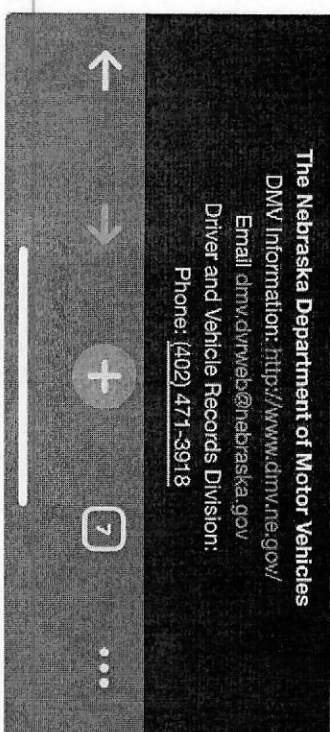 The Nebraska Department of Motor Vehicles
DMV Information: http://www.dmv.ne.gov/
Email dmv.dvrweb@nebraska.gov
Driver and Vehicle Records Division:
Phone: (402) 471-3918
7